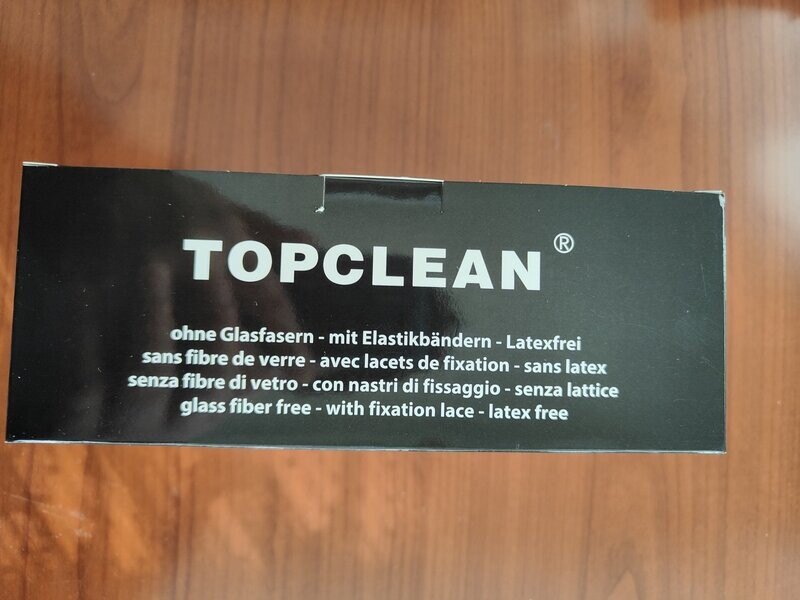 TOPCLEAN®
ohne Glasfasern - mit Elastikbändern - Latexfrei
sans fibre de verre - avec lacets de fixation - sans latex
senza fibre di vetro - con nastri di fissaggio - senza lattice
glass fiber free - with fixation lace - latex free